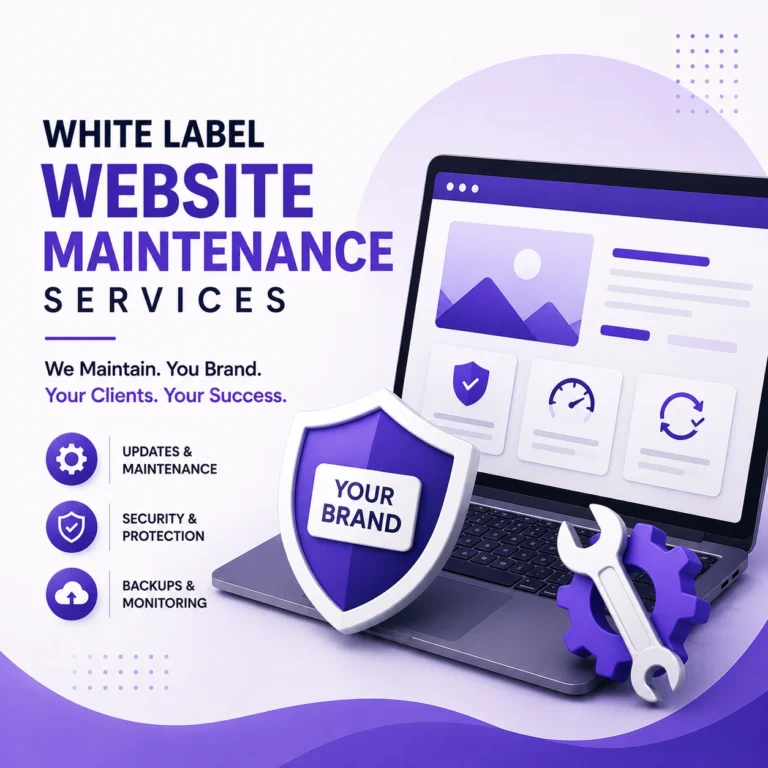 WHITE LABEL
WEBSITE
MAINTENANCE
SERVICES
We Maintain. You Brand.
Your Clients. Your Success.
UPDATES &
MAINTENANCE
SECURITY &
PROTECTION
BACKUPS &
MONITORING
YOUR
BRAND